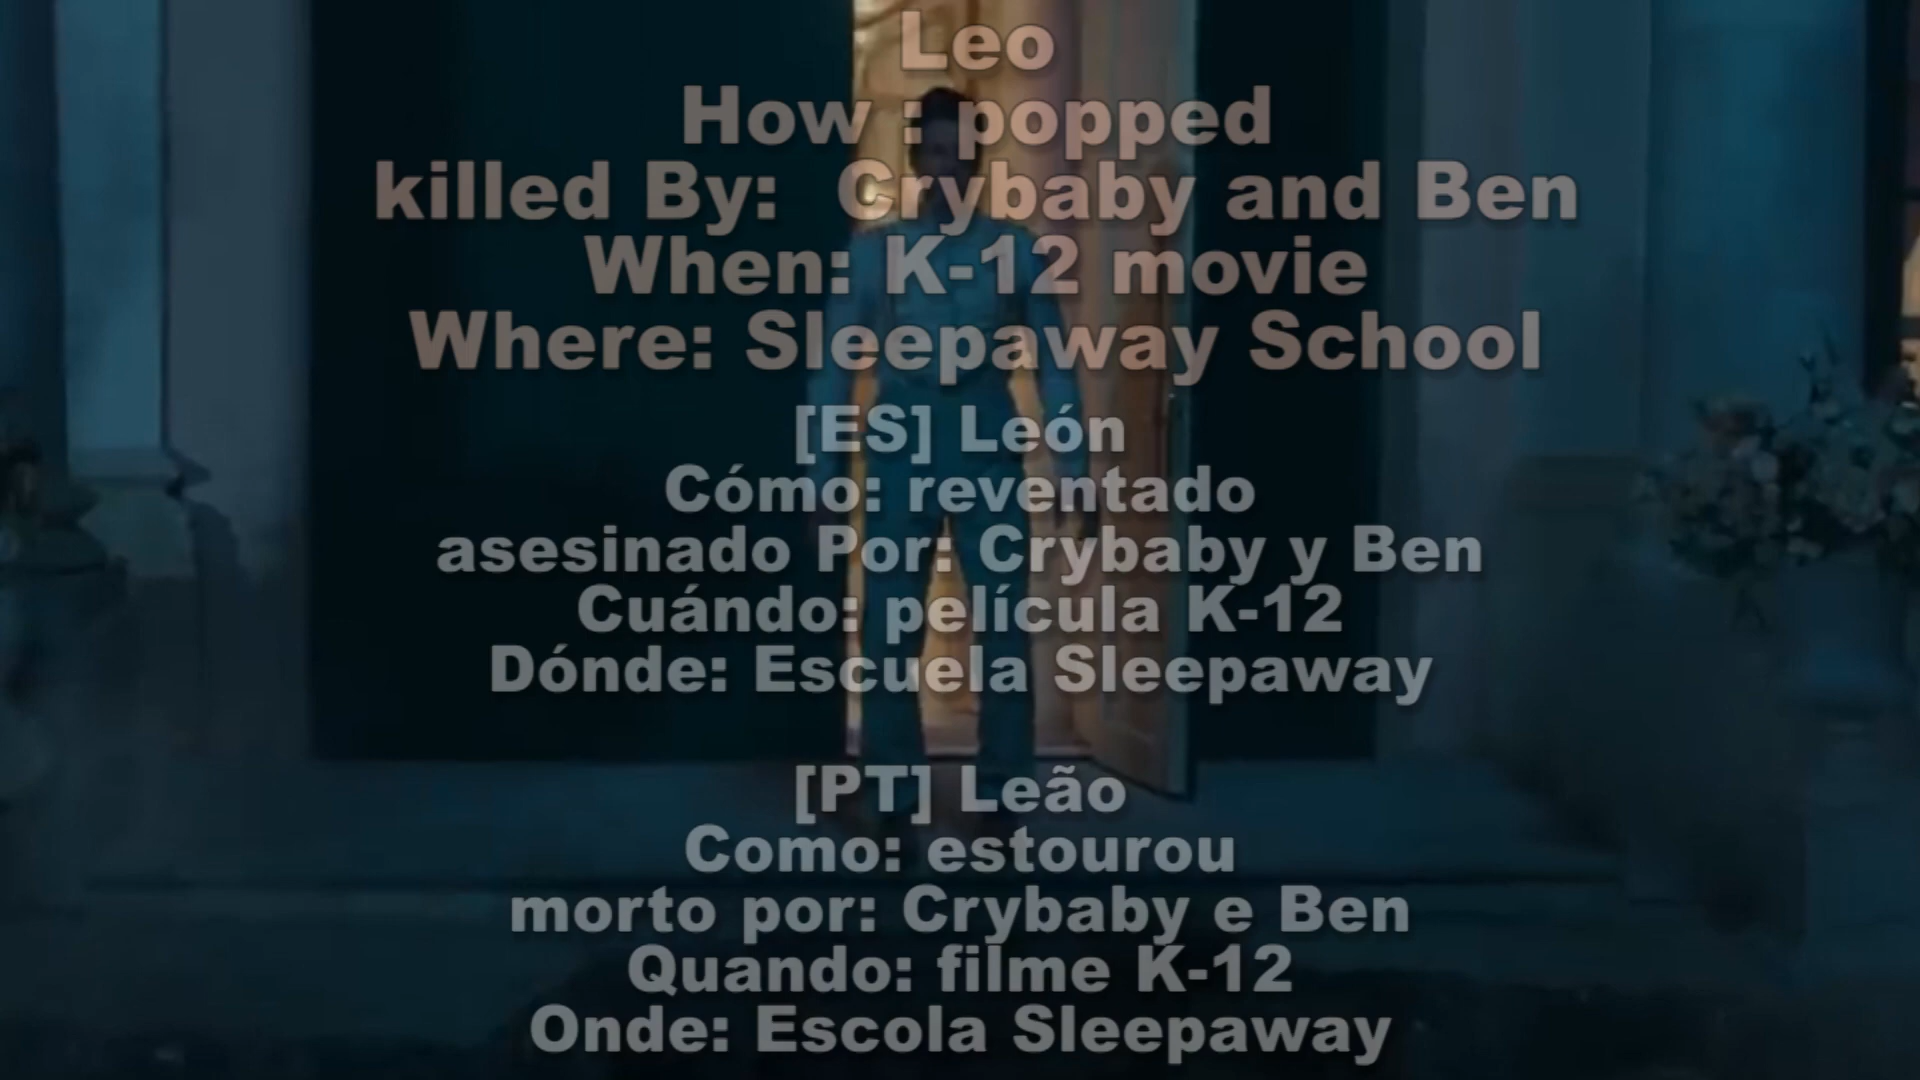 Leo
How : popped
killed By: Crybaby and Ben
When: K-12 movie
Where: Sleepaway School
[ES] León
Cómo: reventado
asesinado Por: Crybaby y Ben
Cuándo: película K-12
Dónde: Escuela Sleepaway
[PT] Leão
Como: estourou
morto por: Crybaby e Ben
Quando: filme K-12
Onde: Escola Sleepaway